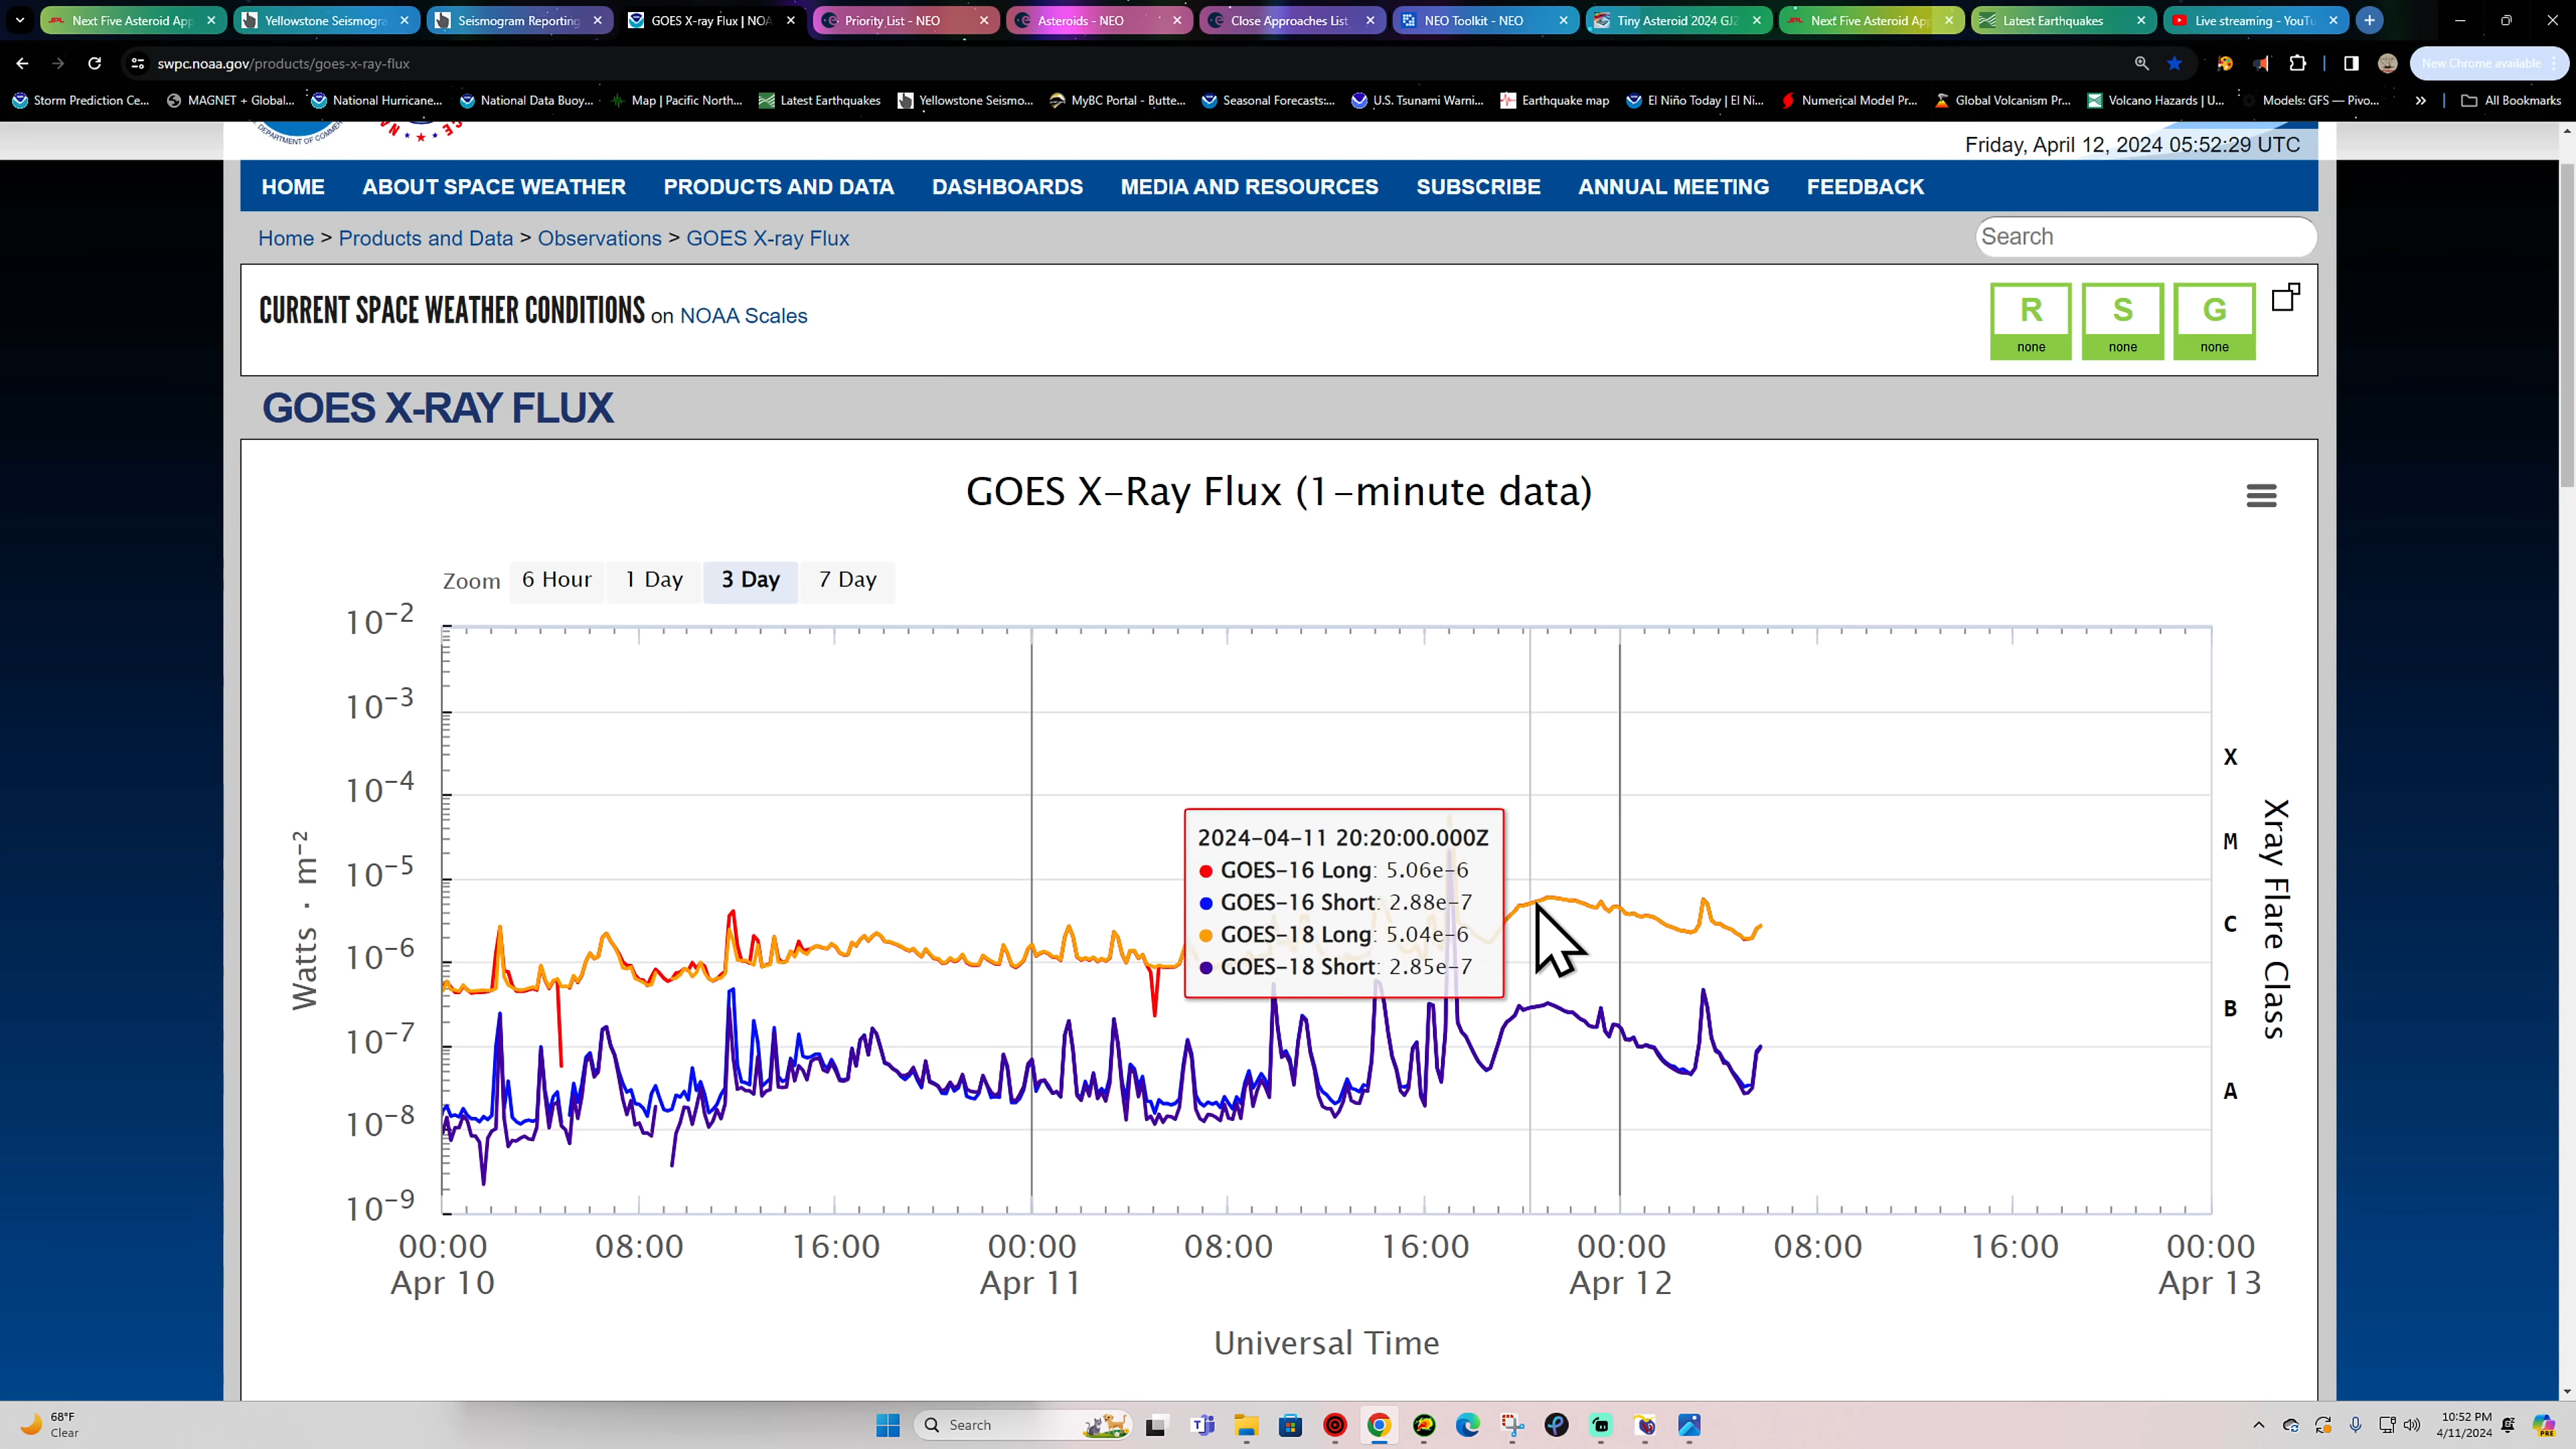 Next Five Asteroid App
Yellowstone Seismogra
Seismogram Reporting
GOES X-ray Flux | NOA
Priority List - NEO
Asteroids - NEO
Close Approaches List
NEO Toolkit - NEO
Tiny Asteroid 2024 GJ2
Next Five Asteroid App
Latest Earthquakes
Live streaming - YouTu
swpc.noaa.gov/products/goes-x-ray-flux
New Chrome available
Storm Prediction Ce...
MAGNET + Global...
National Hurricane...
National Data Buoy...
Map | Pacific North...
Latest Earthquakes
Yellowstone Seismo...
MyBC Portal - Butte...
Seasonal Forecasts:...
U.S. Tsunami Warni...
Earthquake map
El Niño Today | El Ni...
Numerical Model Pr...
Global Volcanism Pr...
Volcano Hazards | U...
Models: GFS — Pivo...
All Bookmarks
DEPARTMENT OF COMME
Friday, April 12, 2024 05:52:29 UTC
HOME
ABOUT SPACE WEATHER
PRODUCTS AND DATA
DASHBOARDS
MEDIA AND RESOURCES
SUBSCRIBE
ANNUAL MEETING
FEEDBACK
Home > Products and Data > Observations > GOES X-ray Flux
Search
CURRENT SPACE WEATHER CONDITIONS on NOAA Scales
R
none
S
none
G
none
GOES X-RAY FLUX
GOES X-Ray Flux (1-minute data)
Zoom
6 Hour
1 Day
3 Day
7 Day
10⁻²
10⁻³
10⁻⁴
10⁻⁵
10⁻⁶
10⁻⁷
10⁻⁸
10⁻⁹
Watts · m⁻²
2024-04-11 20:20:00.000Z
GOES-16 Long: 5.06e-6
GOES-16 Short: 2.88e-7
GOES-18 Long: 5.04e-6
GOES-18 Short: 2.85e-7
X
M
C
B
A
Xray Flare Class
00:00
08:00
16:00
00:00
08:00
16:00
00:00
08:00
16:00
00:00
Apr 10
Apr 11
Apr 12
Apr 13
Universal Time
68°F
Clear
Search
10:52 PM
4/11/2024
PRE